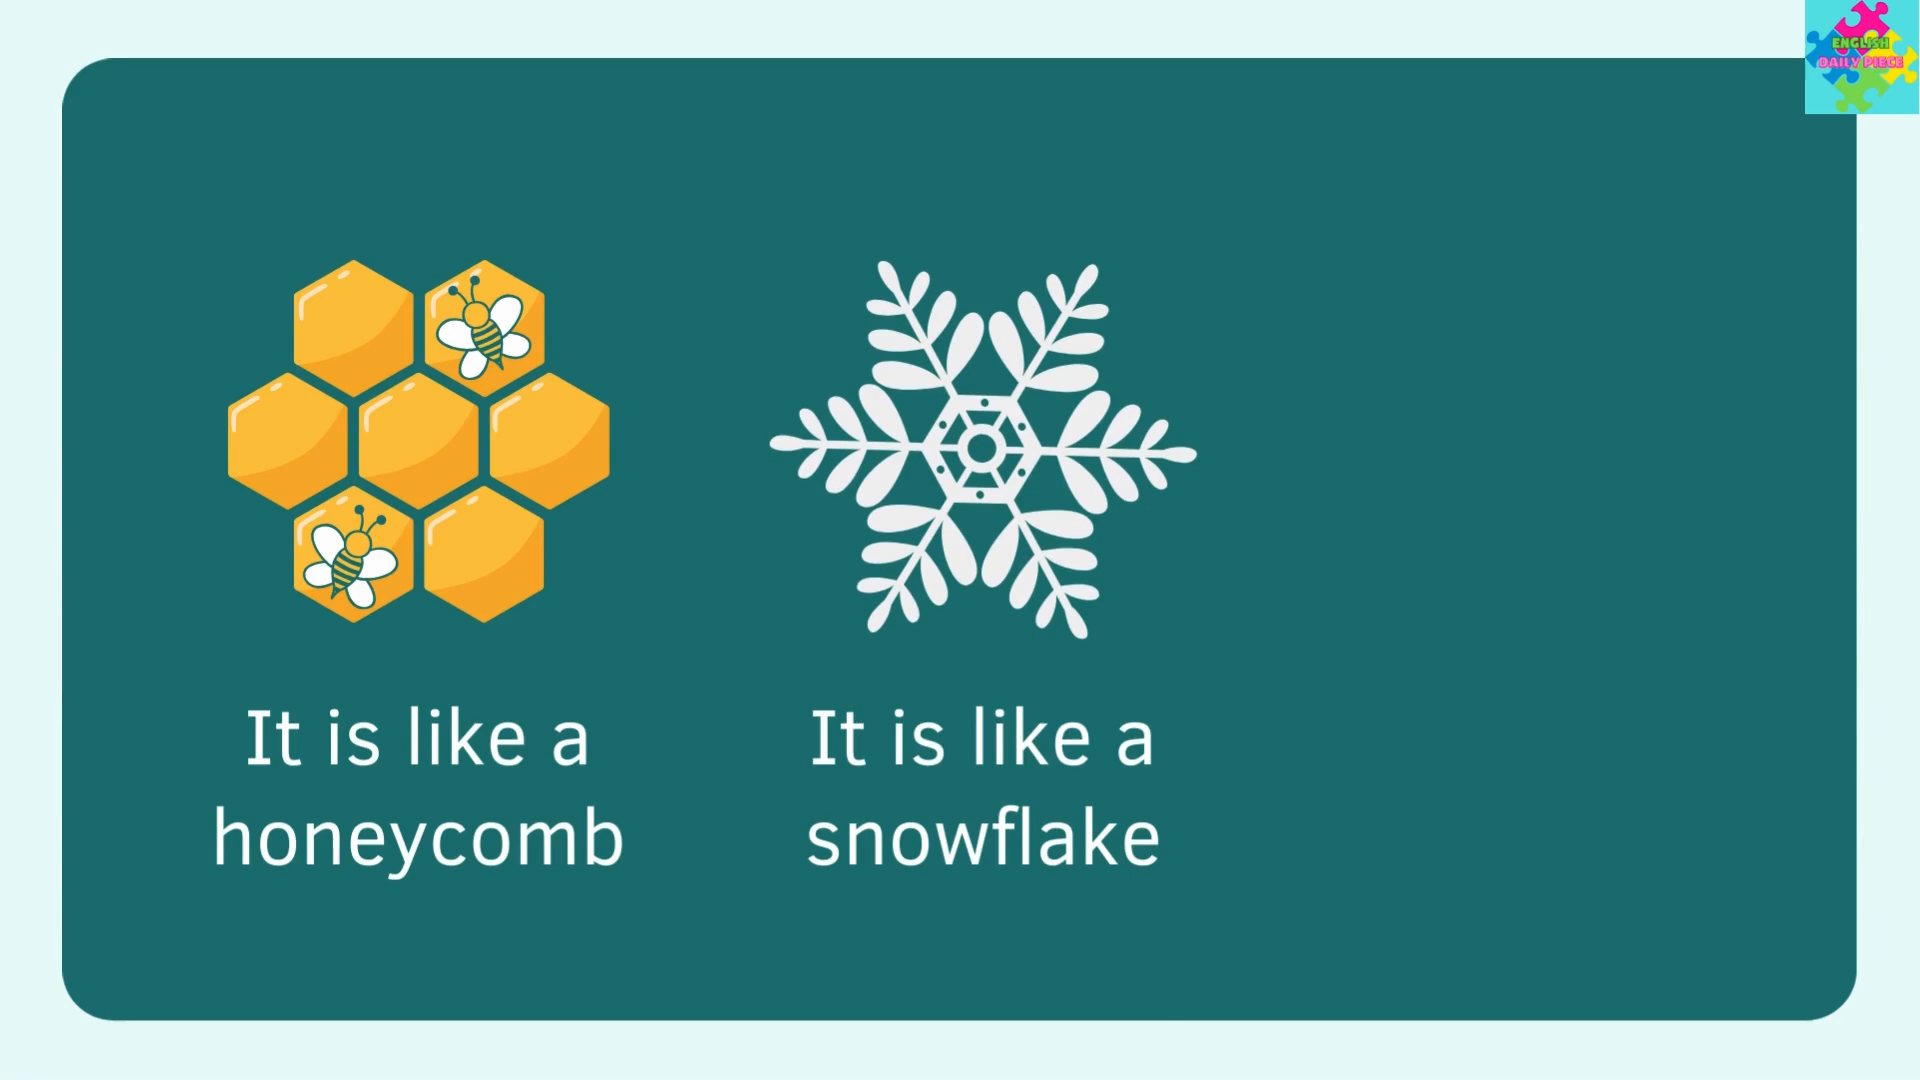 ENGLISH
DAILY PIECE
It is like a
honeycomb
It is like a
snowflake